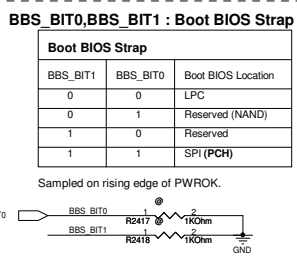 BBS_BIT0,BBS_BIT1 : Boot BIOS Strap
Boot BIOS Strap
BBS_BIT1 BBS_BIT0 Boot BIOS Location
0 0 LPC
0 1 Reserved (NAND)
1 0 Reserved
1 1 SPI (PCH)
Sampled on rising edge of PWROK.
@
BBS_BIT0 1 2
R2417 @ 1KOhm
BBS_BIT1 1 2
R2418 1KOhm
GND